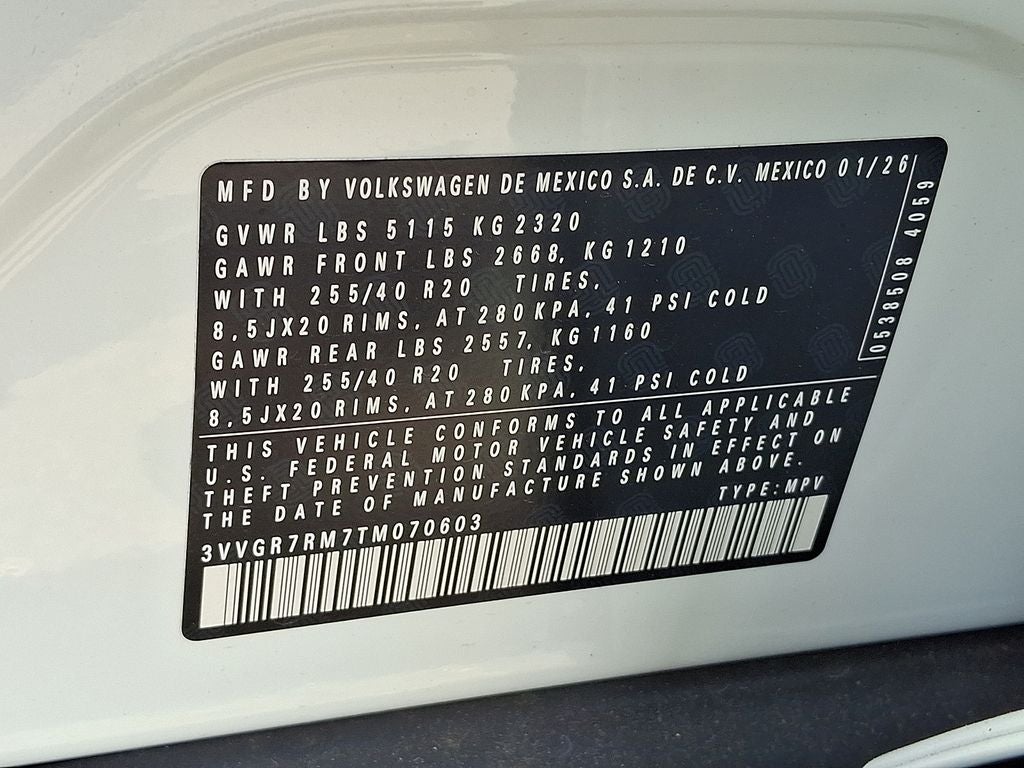 MFD BY VOLKSWAGEN DE MEXICO S.A. DE C.V. MEXICO 01/26
GVWR LBS 5115 KG 2320
GAWR FRONT LBS 2668, KG 1210
WITH 255/40 R20 TIRES,
8,5JX20 RIMS, AT 280 KPA, 41 PSI COLD
GAWR REAR LBS 2557, KG 1160
WITH 255/40 R20 TIRES,
8,5JX20 RIMS, AT 280 KPA, 41 PSI COLD
0538508 4059
THIS VEHICLE CONFORMS TO ALL APPLICABLE
U.S. FEDERAL MOTOR VEHICLE SAFETY AND
THEFT PREVENTION STANDARDS IN EFFECT ON
THE DATE OF MANUFACTURE SHOWN ABOVE.
TYPE: MPV
3VVGR7RM7TM070603